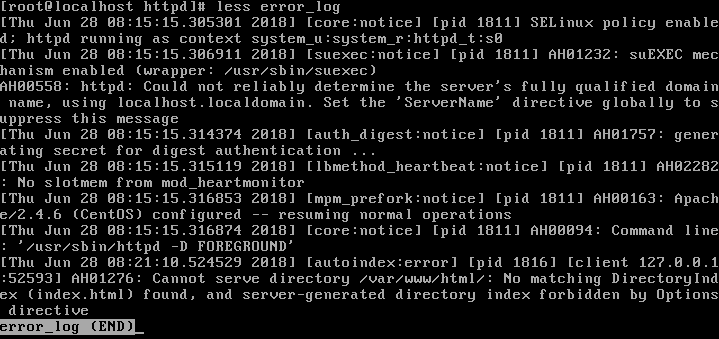 [root@localhost httpd]# less error_log
[Thu Jun 28 08:15:15.305301 2018] [core:notice] [pid 1811] SELinux policy enable
d; httpd running as context system_u:system_r:httpd_t:s0
[Thu Jun 28 08:15:15.306911 2018] [suexec:notice] [pid 1811] AH01232: suEXEC mec
hanism enabled (wrapper: /usr/sbin/suexec)
AH00558: httpd: Could not reliably determine the server's fully qualified domain
 name, using localhost.localdomain. Set the 'ServerName' directive globally to s
uppress this message
[Thu Jun 28 08:15:15.314374 2018] [auth_digest:notice] [pid 1811] AH01757: gener
ating secret for digest authentication ...
[Thu Jun 28 08:15:15.315119 2018] [lbmethod_heartbeat:notice] [pid 1811] AH02282
: No slotmem from mod_heartmonitor
[Thu Jun 28 08:15:15.316853 2018] [mpm_prefork:notice] [pid 1811] AH00163: Apach
e/2.4.6 (CentOS) configured -- resuming normal operations
[Thu Jun 28 08:15:15.316874 2018] [core:notice] [pid 1811] AH00094: Command line
: '/usr/sbin/httpd -D FOREGROUND'
[Thu Jun 28 08:21:10.524529 2018] [autoindex:error] [pid 1816] [client 127.0.0.1
:52593] AH01276: Cannot serve directory /var/www/html/: No matching DirectoryInd
ex (index.html) found, and server-generated directory index forbidden by Options
 directive
error_log (END)